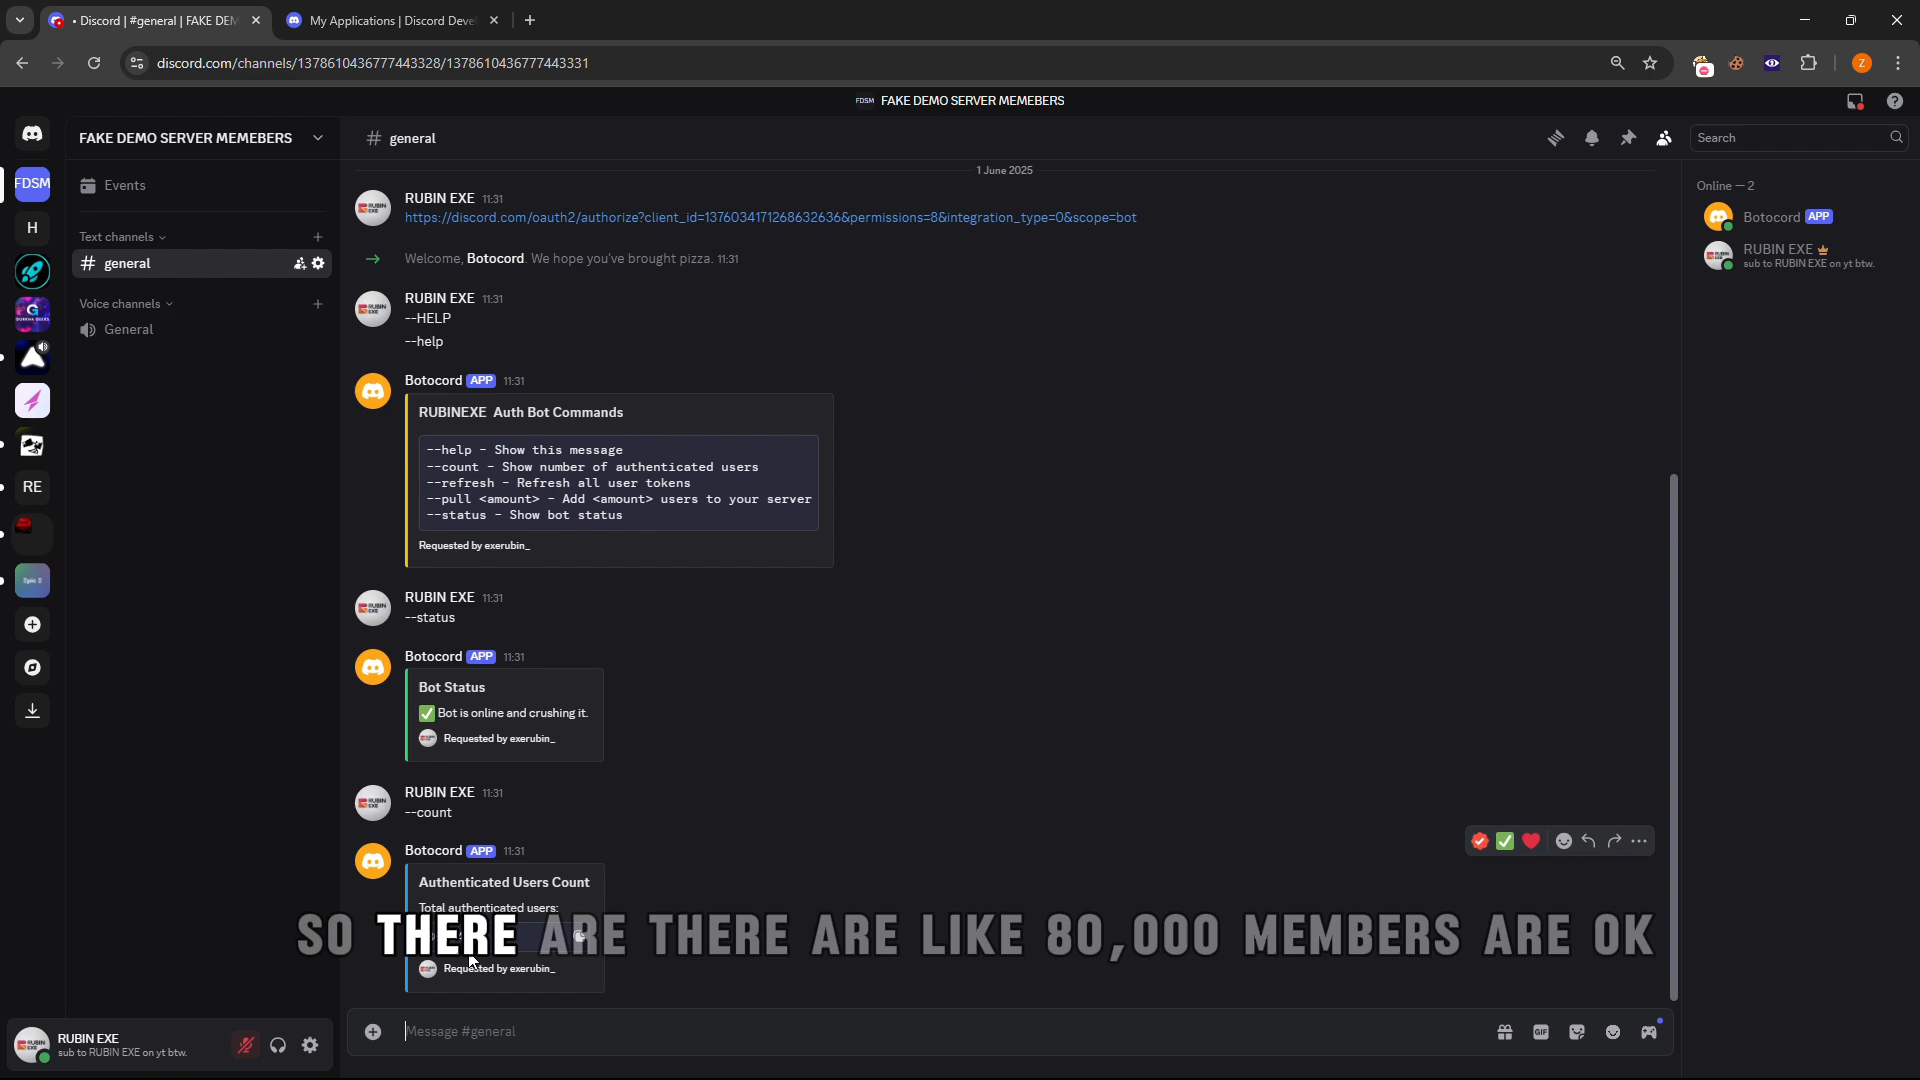 • Discord | #general | FAKE DEM
My Applications | Discord Deve
discord.com/channels/1378610436777443328/1378610436777443331
Z
FDSM FAKE DEMO SERVER MEMEBERS
FAKE DEMO SERVER MEMEBERS
# general
Search
1 June 2025
FDSM
H
G
RE
Epic
Events
Text channels
# general
Voice channels
General
Online — 2
Botocord APP
RUBIN EXE
sub to RUBIN EXE on yt btw.
RUBIN EXE 11:31
https://discord.com/oauth2/authorize?client_id=1376034171268632636&permissions=8&integration_type=0&scope=bot
Welcome, Botocord. We hope you've brought pizza. 11:31
RUBIN EXE 11:31
--HELP
--help
Botocord APP 11:31
RUBINEXE Auth Bot Commands
--help - Show this message
--count - Show number of authenticated users
--refresh - Refresh all user tokens
--pull <amount> - Add <amount> users to your server
--status - Show bot status
Requested by exerubin_
RUBIN EXE 11:31
--status
Botocord APP 11:31
Bot Status
Bot is online and crushing it.
Requested by exerubin_
RUBIN EXE 11:31
--count
Botocord APP 11:31
Authenticated Users Count
Total authenticated users:
SO THERE ARE THERE ARE LIKE 80,000 MEMBERS ARE OK
Requested by exerubin_
Message #general
GIF
RUBIN EXE
sub to RUBIN EXE on yt btw.